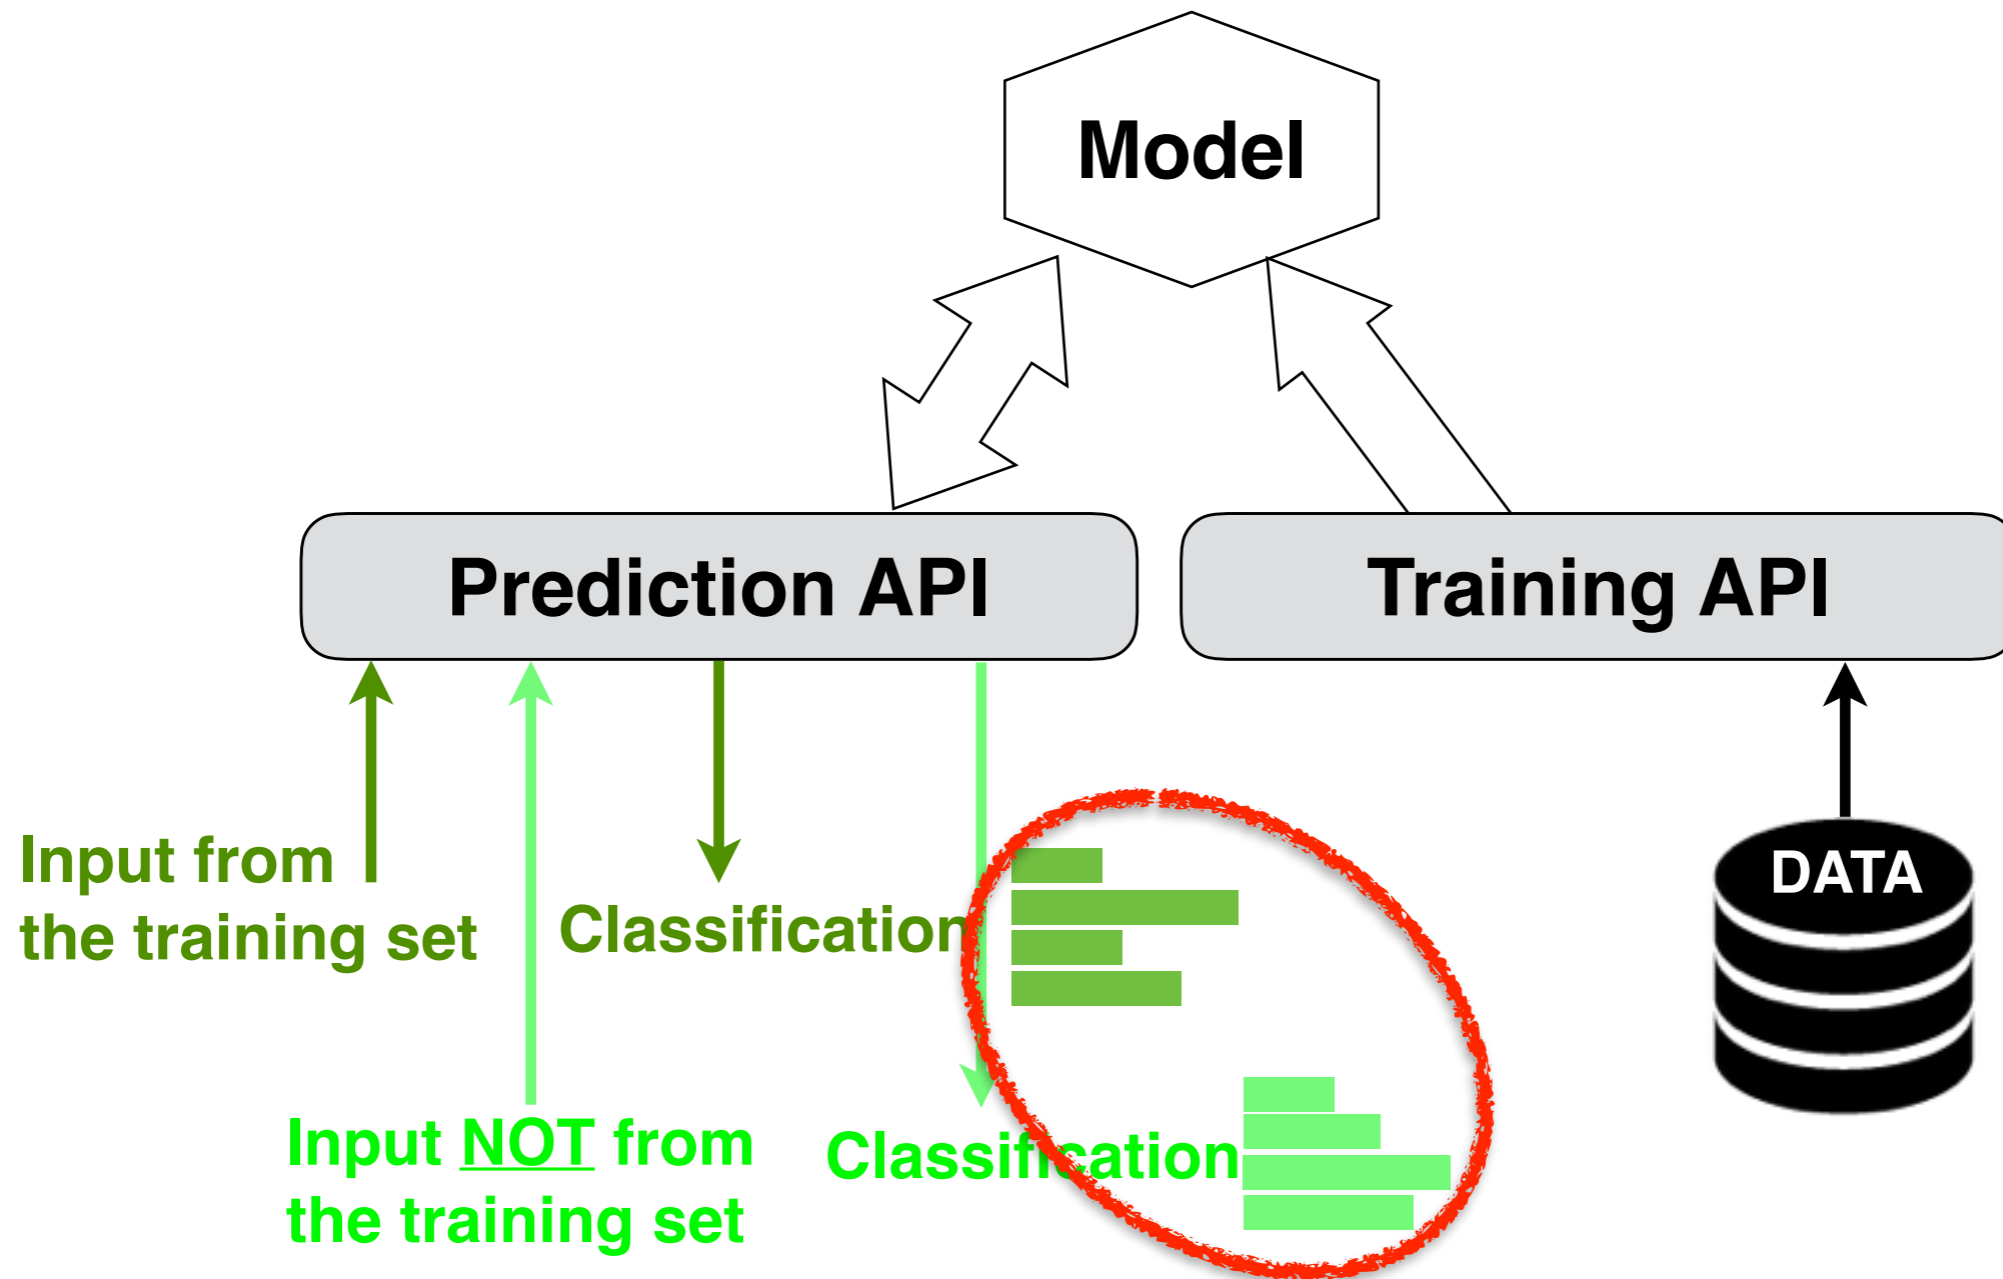 Model
Prediction API
Training API
Input from
the training set
Classification
DATA
Input NOT from
the training set
Classification